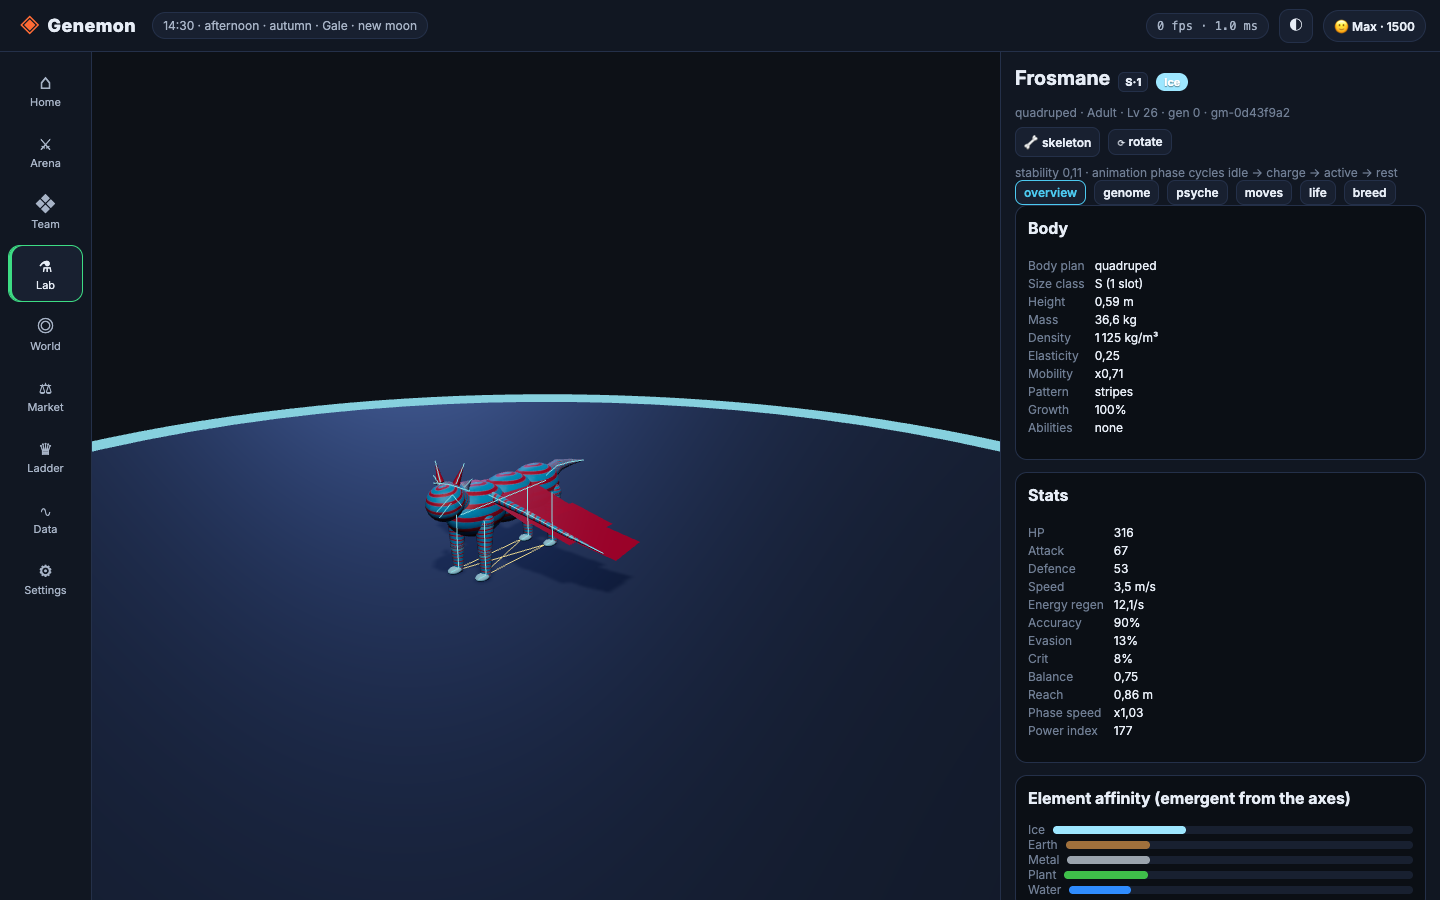 Genemon
14:30 · afternoon · autumn · Gale · new moon
0 fps · 1.0 ms
Max · 1500
Home
Arena
Team
Lab
World
Market
Ladder
Data
Settings
Frosmane S·1 Ice
quadruped · Adult · Lv 26 · gen 0 · gm-0d43f9a2
skeleton
rotate
stability 0,11 · animation phase cycles idle → charge → active → rest
overview genome psyche moves life breed
Body
Body plan quadruped
Size class S (1 slot)
Height 0,59 m
Mass 36,6 kg
Density 1 125 kg/m³
Elasticity 0,25
Mobility x0,71
Pattern stripes
Growth 100%
Abilities none
Stats
HP 316
Attack 67
Defence 53
Speed 3,5 m/s
Energy regen 12,1/s
Accuracy 90%
Evasion 13%
Crit 8%
Balance 0,75
Reach 0,86 m
Phase speed x1,03
Power index 177
Element affinity (emergent from the axes)
Ice
Earth
Metal
Plant
Water